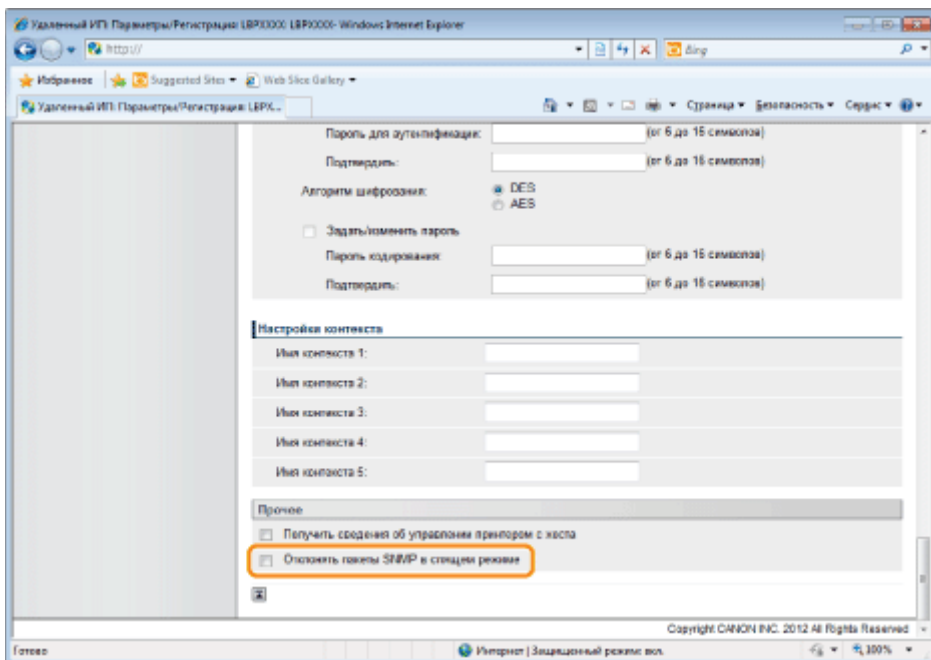 Удаленный ИП: Параметры/Регистрация: LBPXXXX: LBPXXXX- Windows Internet Explorer
http://
Bing
Избранное Suggested Sites Web Slice Gallery
Удаленный ИП: Параметры/Регистрация: LBPX... Страница Безопасность Сервис
Пароль для аутентификации: (от 6 до 16 символов)
Подтвердить: (от 6 до 16 символов)
Алгоритм шифрования: DES
AES
Задать/изменить пароль
Пароль кодирования: (от 6 до 16 символов)
Подтвердить: (от 6 до 16 символов)
Настройки контекста
Имя контекста 1:
Имя контекста 2:
Имя контекста 3:
Имя контекста 4:
Имя контекста 5:
Прочее
Получить сведения об управлении принтером с хоста
Отклонять пакеты SNMP в спящем режиме
Copyright CANON INC. 2012 All Rights Reserved
Готово Интернет | Защищенный режим: вкл. 100%